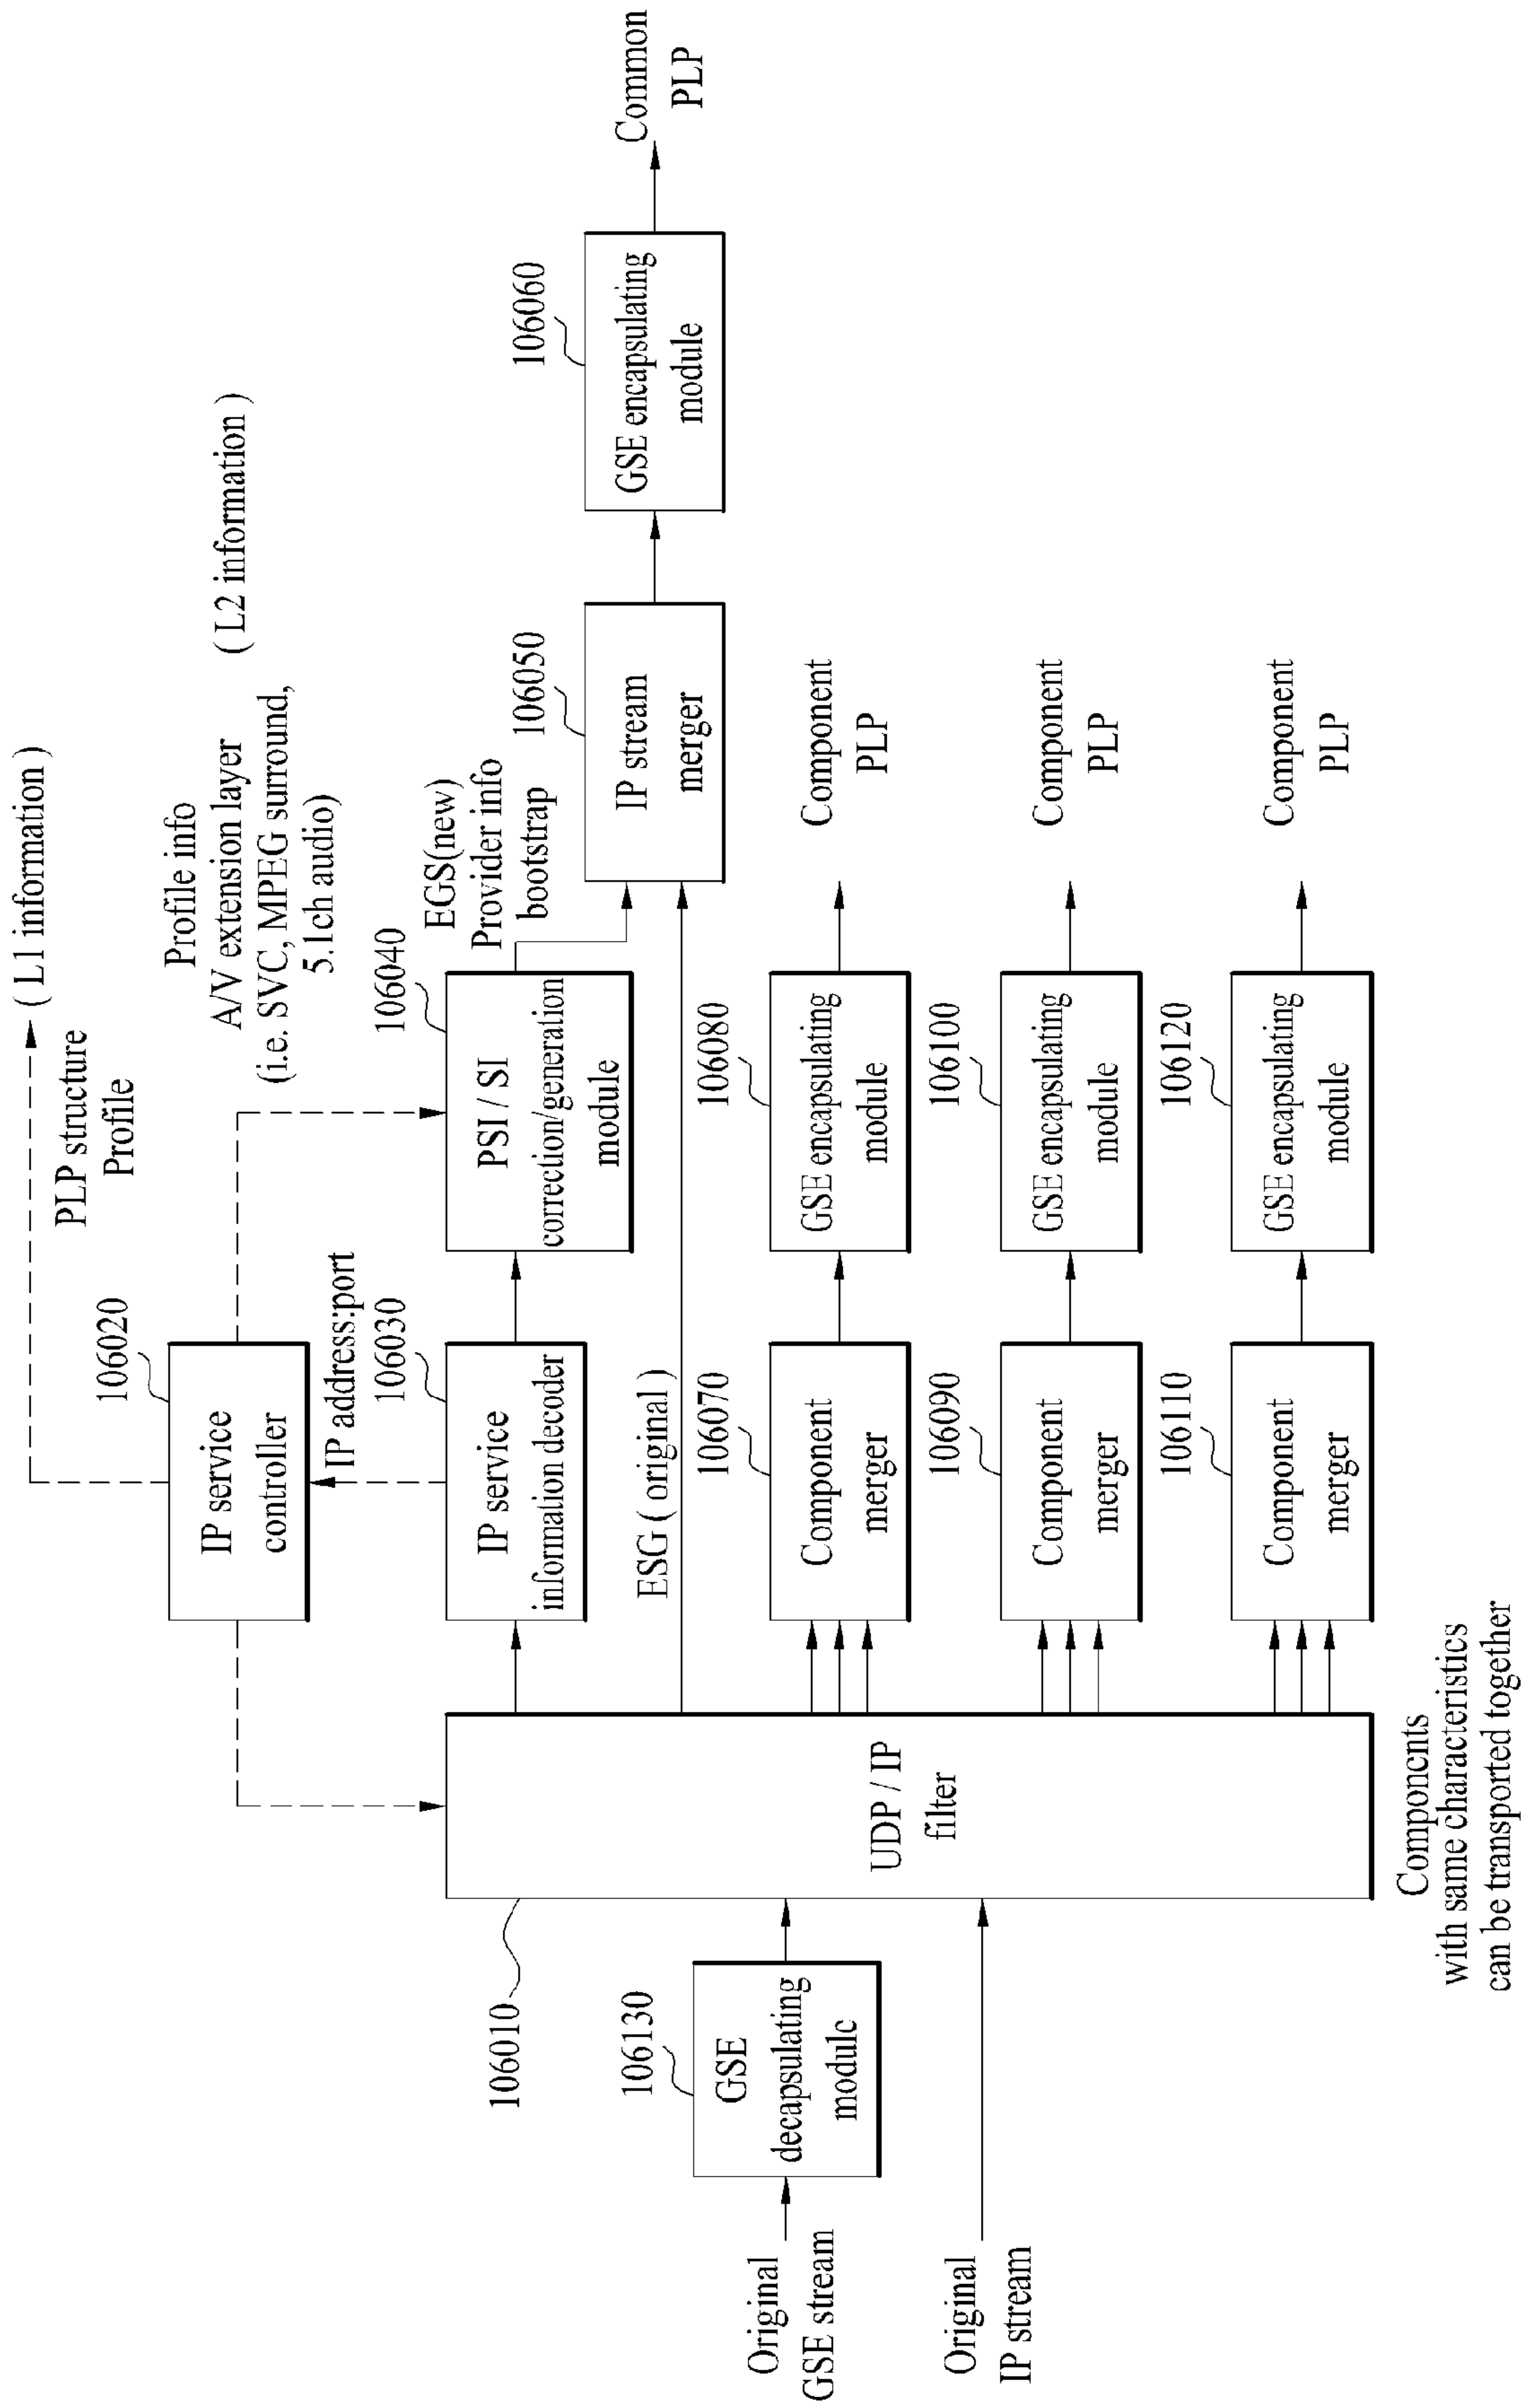 ( L1 information )
PLP structure
Profile
Profile info
A/V extension layer
( L2 information )
(i.e. SVC, MPEG surround,
5.1ch audio)
106020
IP service
controller
IP address:port
106030
IP service
information decoder
106040
PSI / SI
correction/generation
module
EGS(new)
Provider info
bootstrap
106050
IP stream
merger
106060
GSE encapsulating
module
Common
PLP
ESG ( original )
106010
UDP / IP
filter
106130
GSE
decapsulating
module
Original
GSE stream
Original
IP stream
106070
Component
merger
106080
GSE encapsulating
module
Component
PLP
106090
Component
merger
106100
GSE encapsulating
module
Component
PLP
106110
Component
merger
106120
GSE encapsulating
module
Component
PLP
Components
with same characteristics
can be transported together